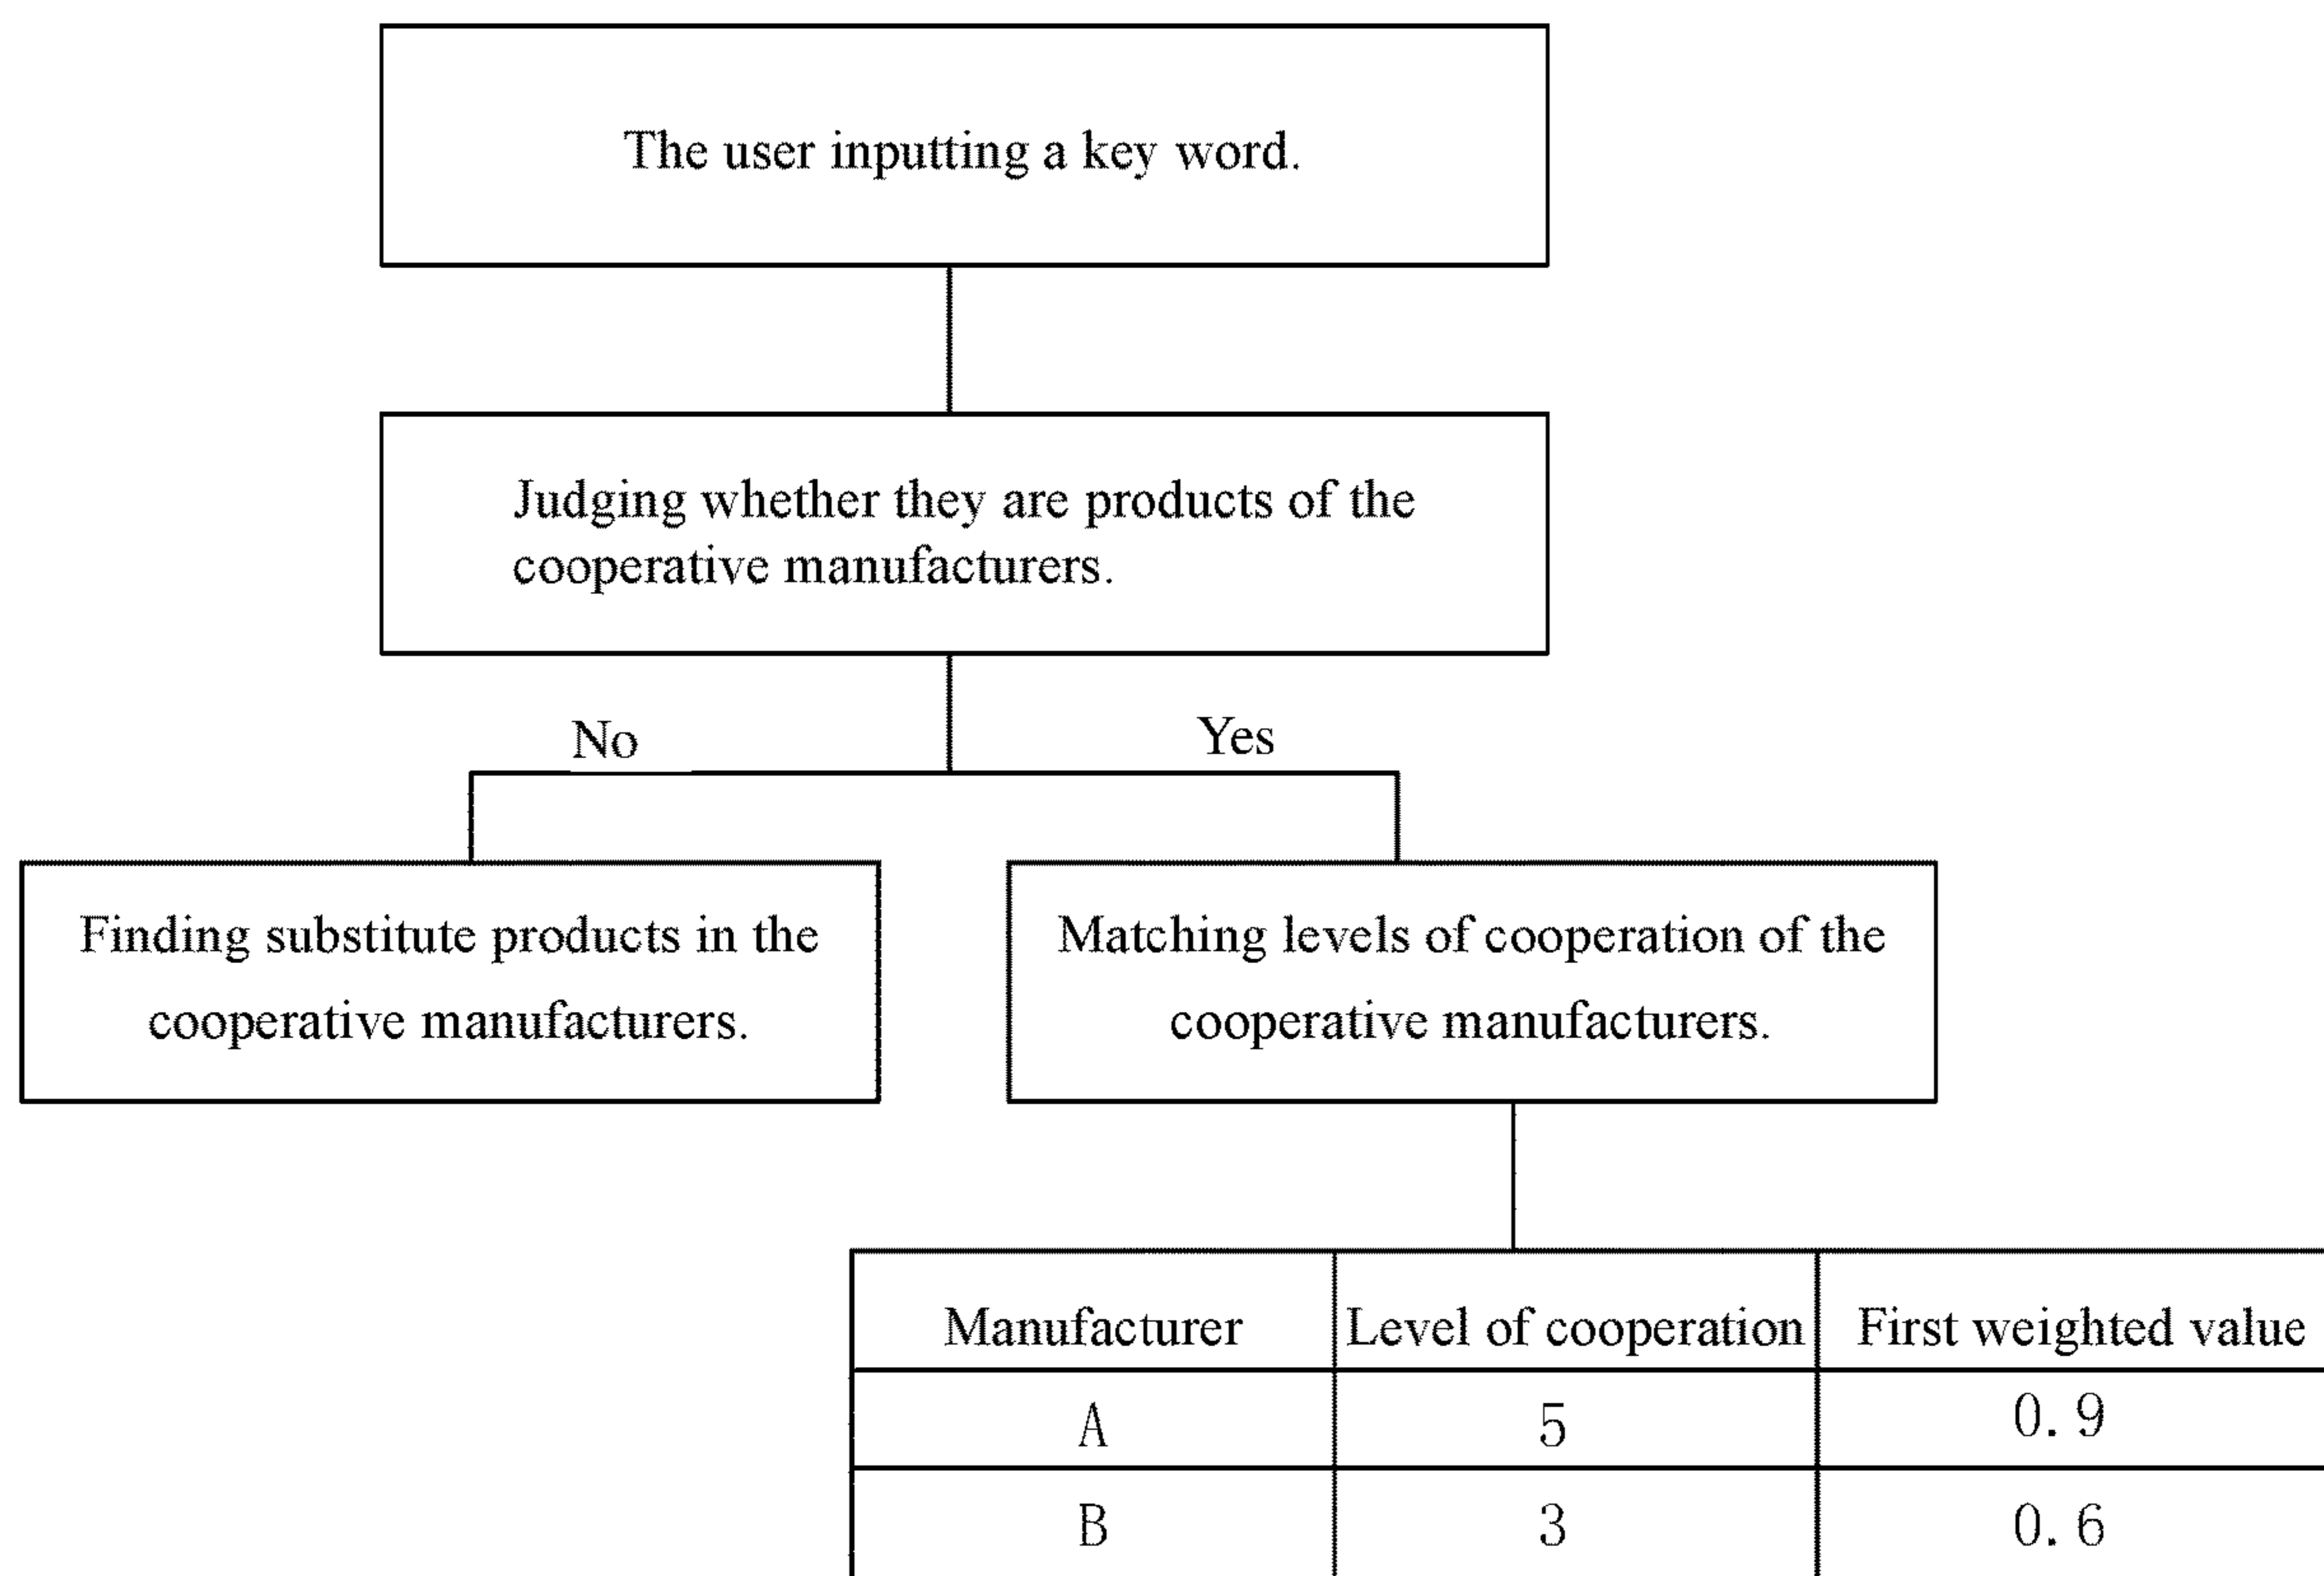 The user inputting a key word.
Judging whether they are products of the
cooperative manufacturers.
No
Yes
Finding substitute products in the
cooperative manufacturers.
Matching levels of cooperation of the
cooperative manufacturers.
Manufacturer Level of cooperation First weighted value
A 5 0.9
B 3 0.6